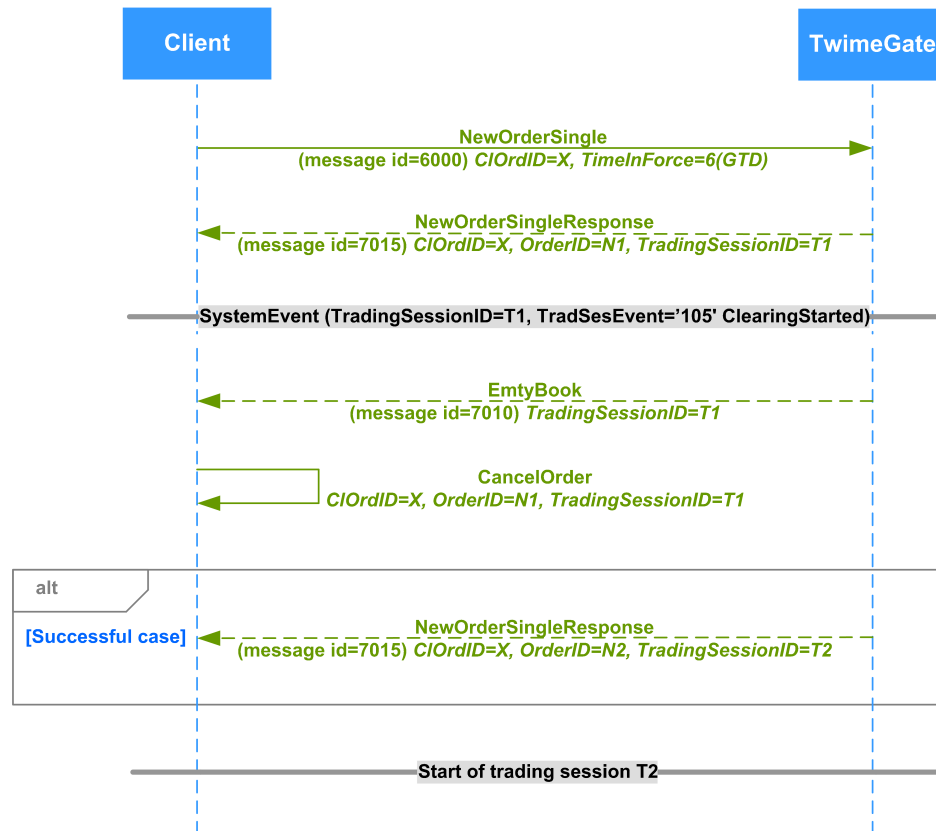 Client
TwimeGate
NewOrderSingle
(message id=6000) ClOrdID=X, TimeInForce=6(GTD)
NewOrderSingleResponse
(message id=7015) ClOrdID=X, OrderID=N1, TradingSessionID=T1
SystemEvent (TradingSessionID=T1, TradSesEvent=’105' ClearingStarted)
EmtyBook
(message id=7010) TradingSessionID=T1
CancelOrder
ClOrdID=X, OrderID=N1, TradingSessionID=T1
alt
[Successful case]
NewOrderSingleResponse
(message id=7015) ClOrdID=X, OrderID=N2, TradingSessionID=T2
Start of trading session T2